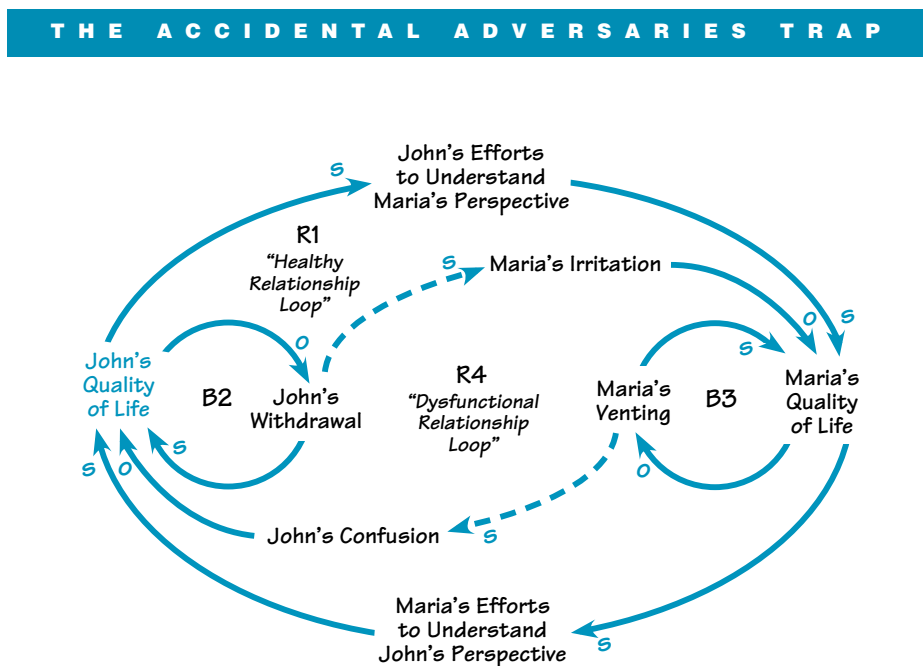 THE ACCIDENTAL ADVERSARIES TRAP
John's Efforts
to Understand
Maria's Perspective
S
R1
"Healthy
Relationship
Loop"
S
Maria's Irritation
O
S
O
S
John's
Quality
of Life
B2
John's
Withdrawal
R4
"Dysfunctional
Relationship
Loop"
Maria's
Venting
B3
Maria's
Quality
of Life
S
O
S
O
John's Confusion
S
Maria's Efforts
to Understand
John's Perspective
S